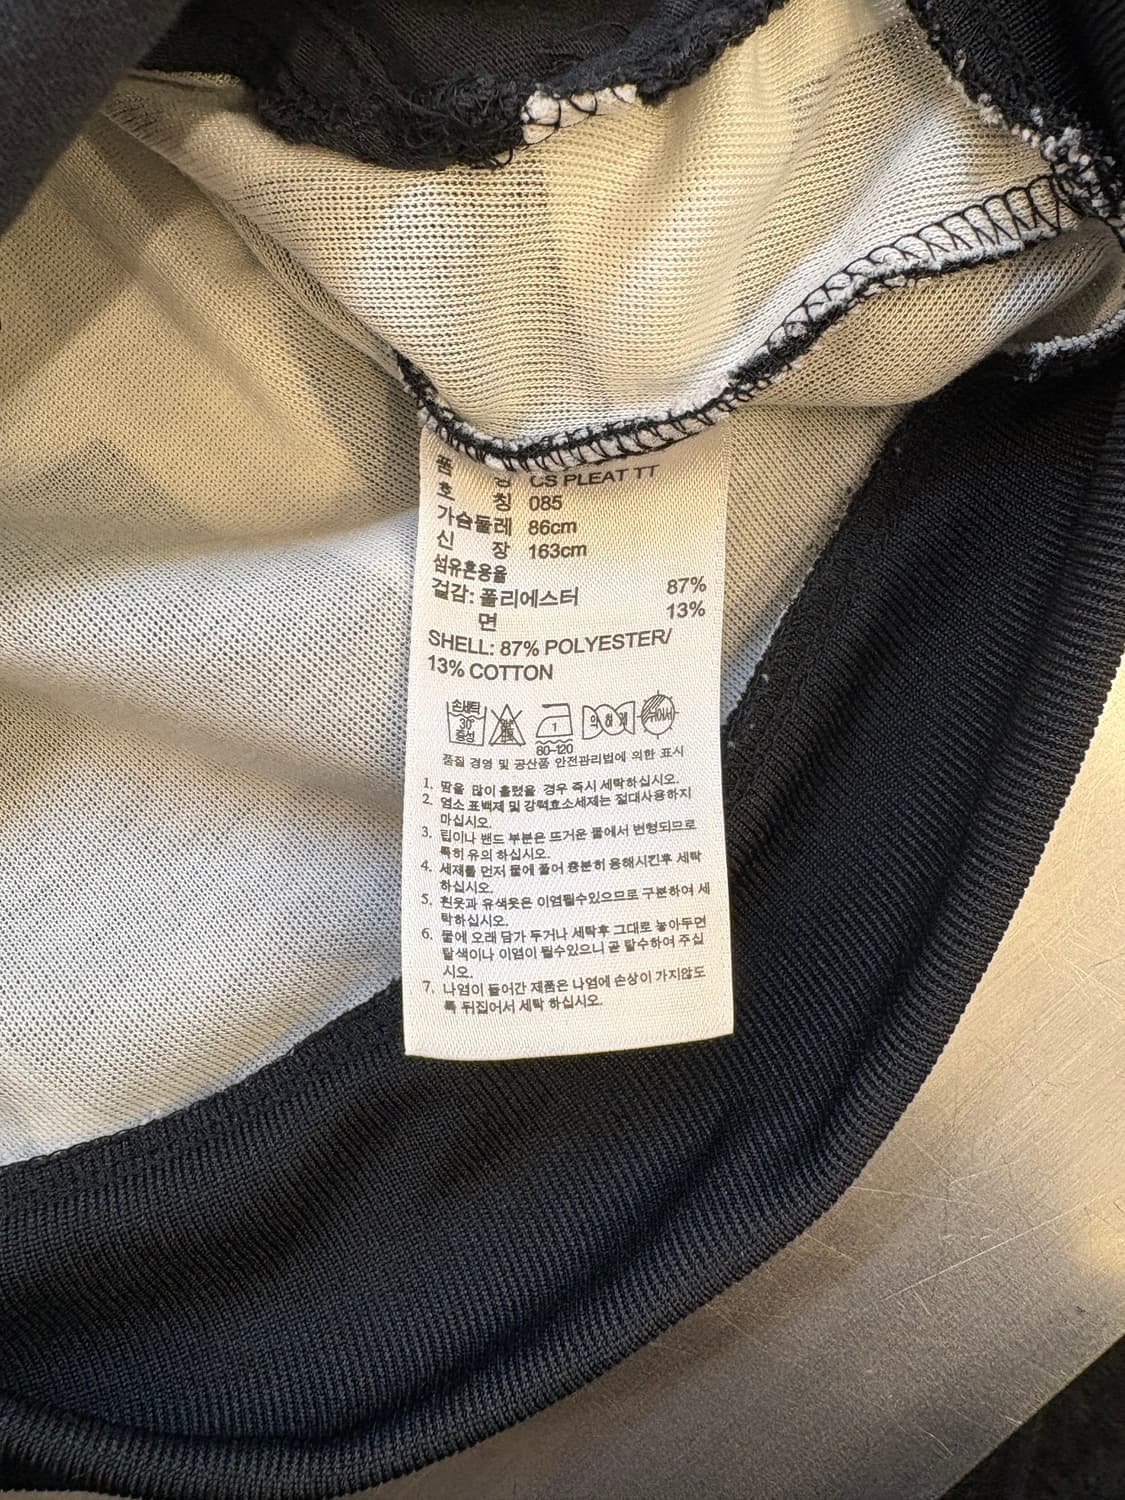 품 명 CS PLEAT TT
호 칭 085
가슴둘레 86cm
신 장 163cm
섬유혼용율
겉감: 폴리에스터 87%
면 13%
SHELL: 87% POLYESTER/
13% COTTON
손세탁
30°
중성
1
80-120
품질 경영 및 공산품 안전관리법에 의한 표시
1. 땀을 많이 흘렸을 경우 즉시 세탁하십시오.
2. 염소 표백제 및 강력효소세제는 절대사용하지
마십시오.
3. 립이나 밴드 부분은 뜨거운 물에서 변형되므로
특히 유의 하십시오.
4. 세제를 먼저 물에 풀어 충분히 용해시킨후 세탁
하십시오.
5. 흰옷과 유색옷은 이염될수있으므로 구분하여 세
탁하십시오.
6. 물에 오래 담가 두거나 세탁후 그대로 놓아두면
탈색이나 이염이 될수있으니 곧 탈수하여 주십
시오.
7. 나염이 들어간 제품은 나염에 손상이 가지않도
록 뒤집어서 세탁 하십시오.